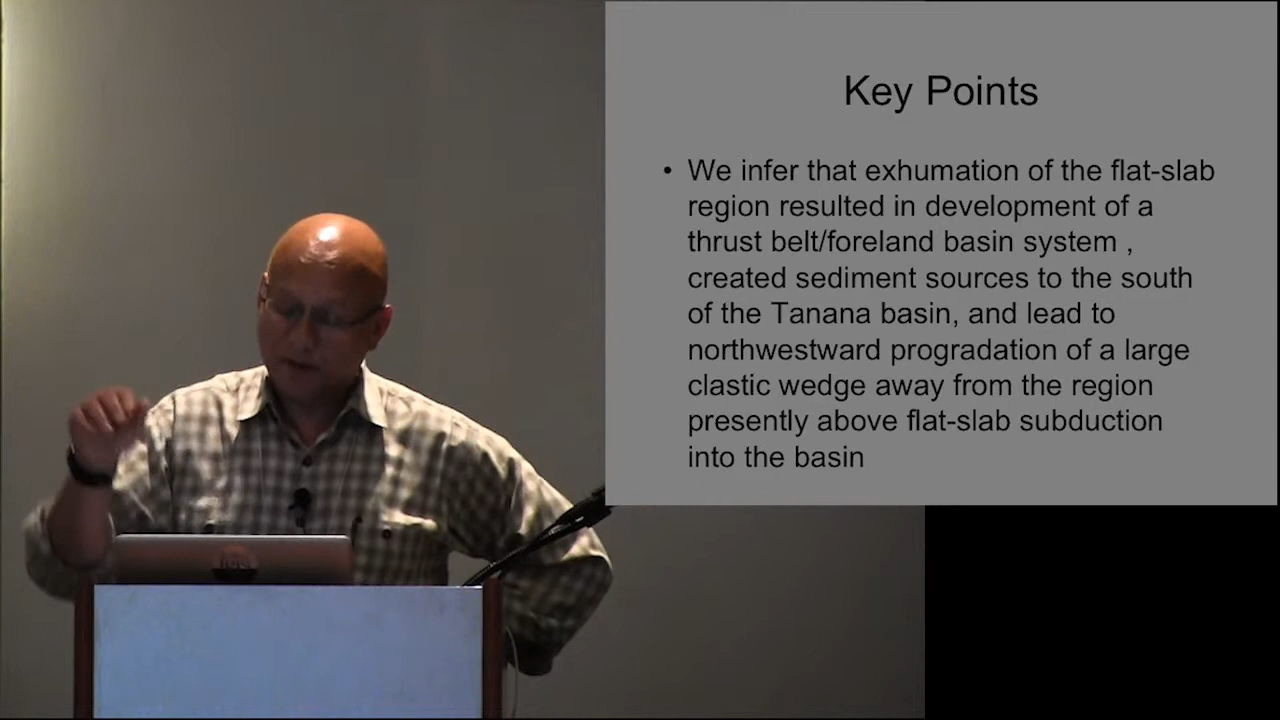 Key Points
• We infer that exhumation of the flat-slab
region resulted in development of a
thrust belt/foreland basin system ,
created sediment sources to the south
of the Tanana basin, and lead to
northwestward progradation of a large
clastic wedge away from the region
presently above flat-slab subduction
into the basin